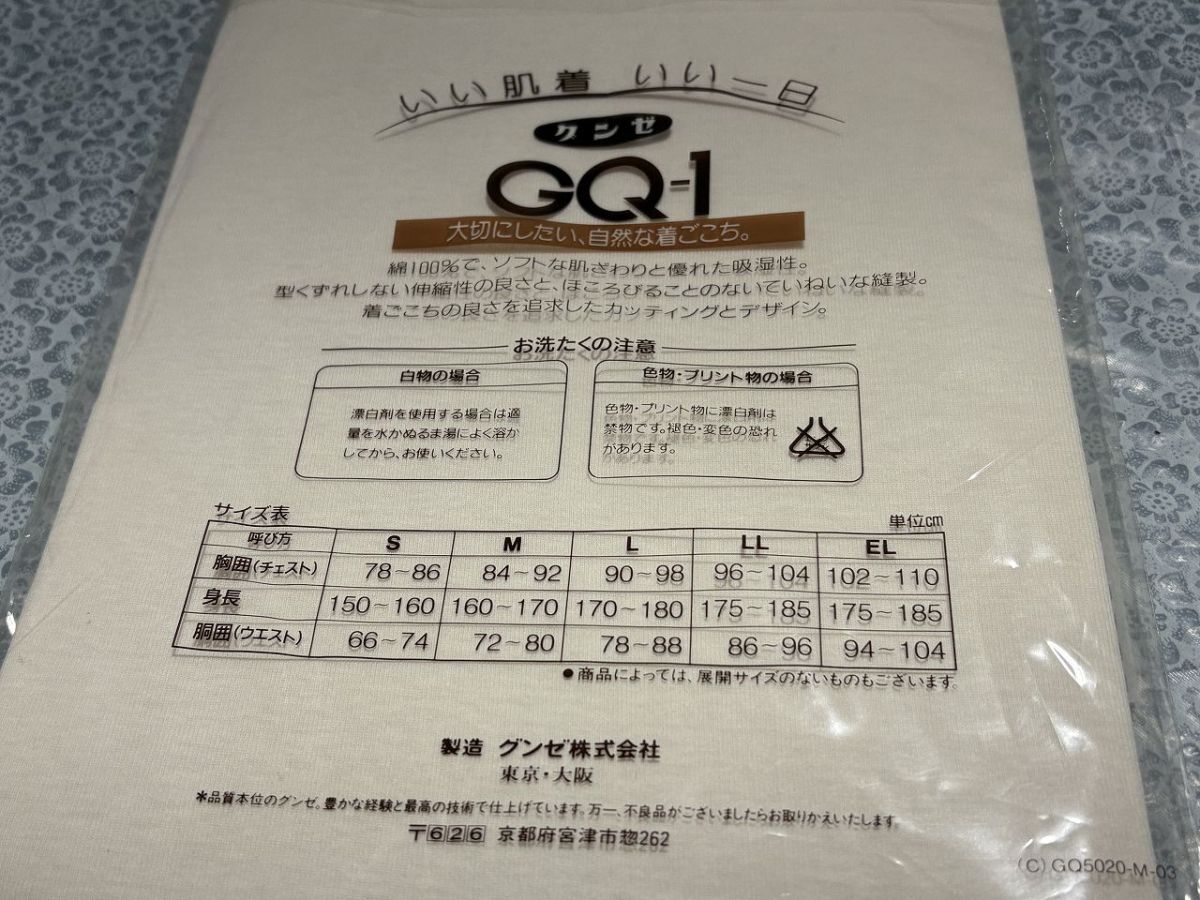 いい肌着 いい一日
グンゼ
GQ-1
大切にしたい、自然な着ごこち。
綿100%で、ソフトな肌ざわりと優れた吸湿性。
型くずれしない伸縮性の良さと、ほころびることのないていねいな縫製。
着ごこちの良さを追求したカッティングとデザイン。
お洗たくの注意
白物の場合
漂白剤を使用する場合は適
量を水かぬるま湯によく溶か
してから、お使いください。
色物・プリント物の場合
色物・プリント物に漂白剤は
禁物です。褪色・変色の恐れ
があります。
サイズ表 単位cm
呼び方 S M L LL EL
胸囲(チェスト) 78~86 84~92 90~98 96~104 102~110
身長 150~160 160~170 170~180 175~185 175~185
胴囲(ウエスト) 66~74 72~80 78~88 86~96 94~104
●商品によっては、展開サイズのないものもございます。
製造 グンゼ株式会社
東京・大阪
*品質本位のグンゼ。豊かな経験と最高の技術で仕上げています。万一、不良品がございましたらお取りかえいたします。
〒626 京都府宮津市惣262
(C) GQ5020-M-03